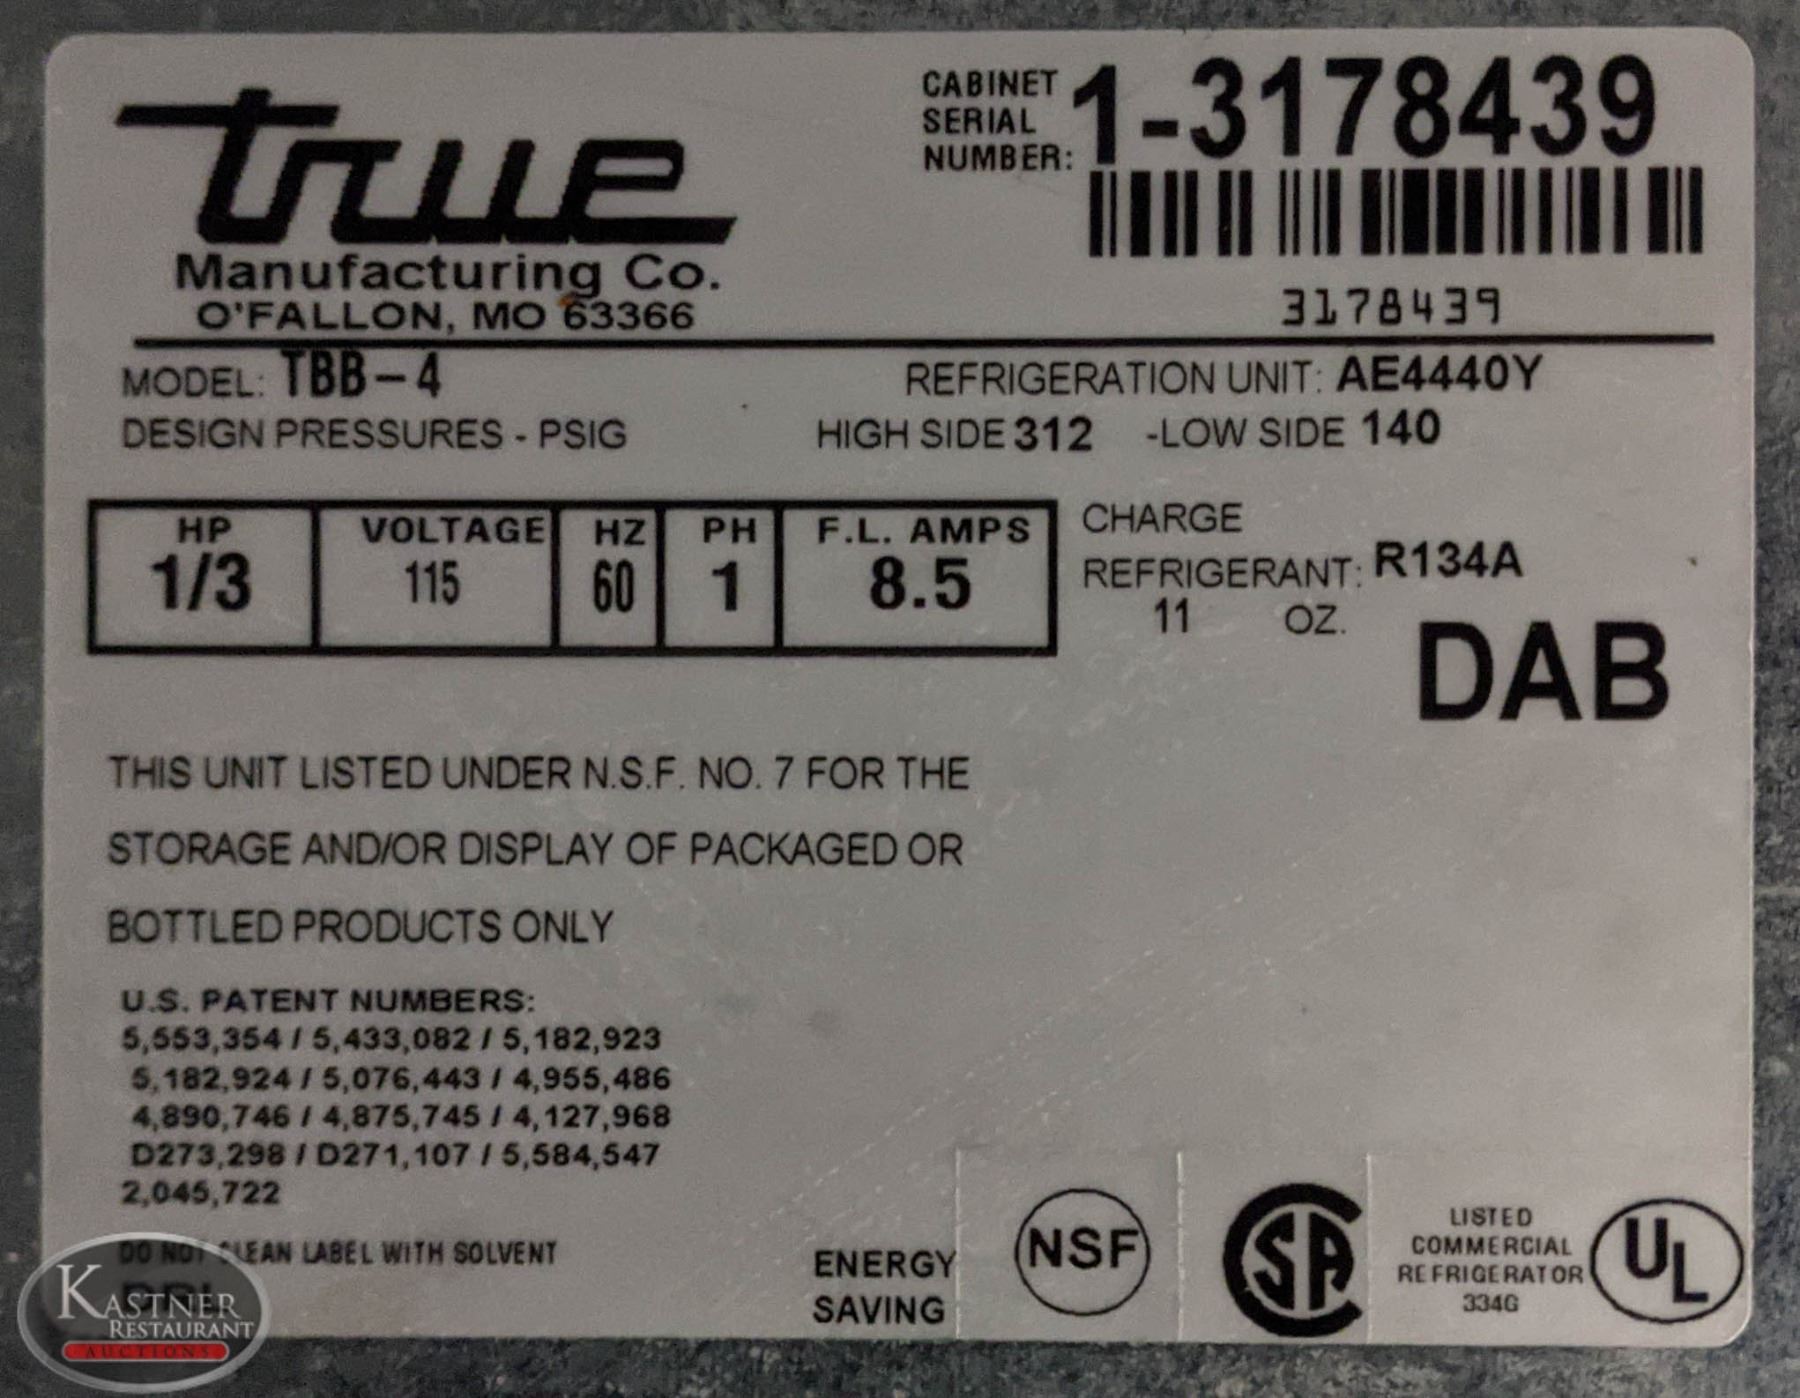 true
CABINET SERIAL NUMBER: 1-3178439
Manufacturing Co.
O'FALLON, MO 63366
3178439
MODEL: TBB-4 REFRIGERATION UNIT: AE4440Y
DESIGN PRESSURES - PSIG HIGH SIDE 312 -LOW SIDE 140
HP VOLTAGE HZ PH F.L. AMPS
1/3 115 60 1 8.5
CHARGE
REFRIGERANT: R134A
11 OZ.
DAB
THIS UNIT LISTED UNDER N.S.F. NO. 7 FOR THE
STORAGE AND/OR DISPLAY OF PACKAGED OR
BOTTLED PRODUCTS ONLY
U.S. PATENT NUMBERS:
5,553,354 / 5,433,082 / 5,182,923
5,182,924 / 5,076,443 / 4,955,486
4,890,746 / 4,875,745 / 4,127,968
D273,298 / D271,107 / 5,584,547
2,045,722
DO NOT CLEAN LABEL WITH SOLVENT
ENERGY
SAVING
NSF
SA
LISTED
COMMERCIAL
REFRIGERATOR
334G
UL
KASTNER
RESTAURANT
AUCTIONS